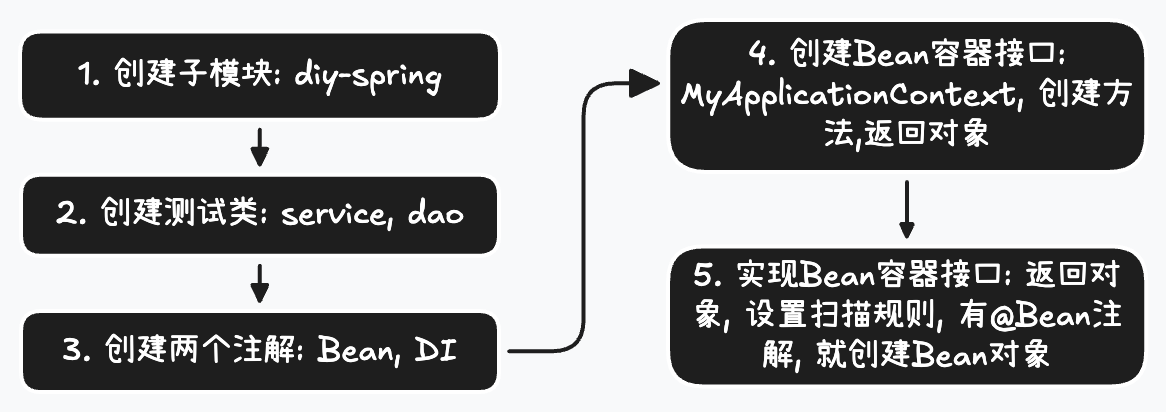 1. 创建子模块: diy-spring
2. 创建测试类: service, dao
3. 创建两个注解: Bean, DI
4. 创建Bean容器接口:
MyApplicationContext, 创建方
法,返回对象
5. 实现Bean容器接口: 返回对
象, 设置扫描规则, 有@Bean注
解, 就创建Bean对象